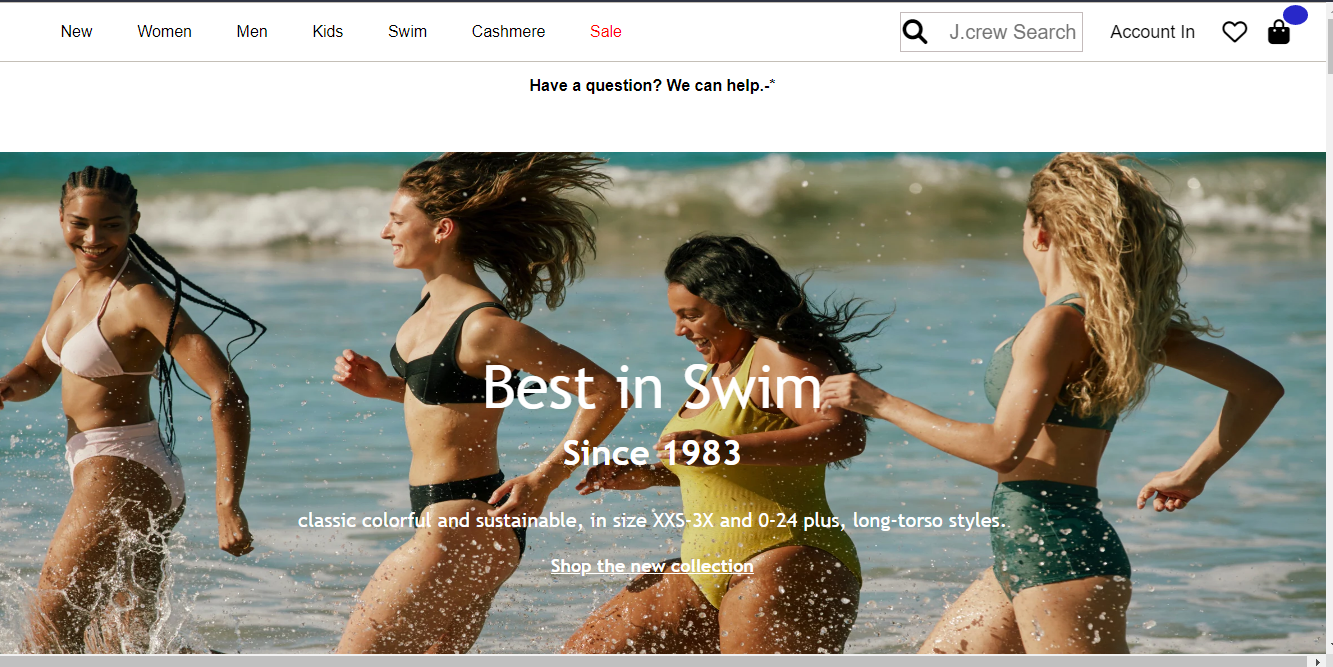 New Women Men Kids Swim Cashmere Sale J.crew Search Account In
Have a question? We can help.-*
Best in Swim
Since 1983
classic colorful and sustainable, in size XXS-3X and 0-24 plus, long-torso styles.
Shop the new collection